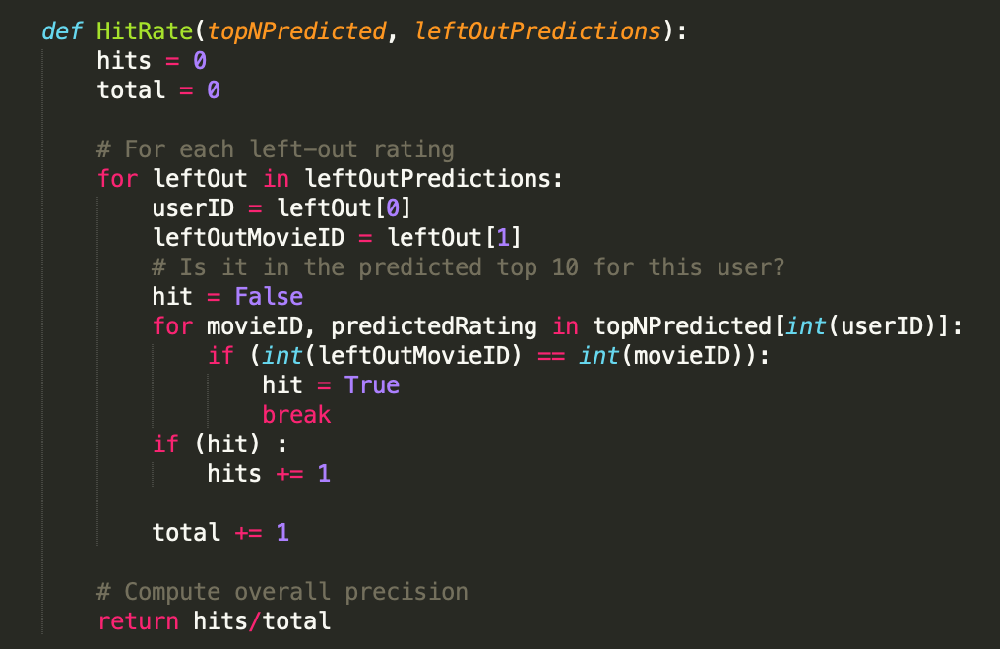 def HitRate(topNPredicted, leftOutPredictions):
    hits = 0
    total = 0

    # For each left-out rating
    for leftOut in leftOutPredictions:
        userID = leftOut[0]
        leftOutMovieID = leftOut[1]
        # Is it in the predicted top 10 for this user?
        hit = False
        for movieID, predictedRating in topNPredicted[int(userID)]:
            if (int(leftOutMovieID) == int(movieID)):
                hit = True
                break
        if (hit) :
            hits += 1

        total += 1

    # Compute overall precision
    return hits/total